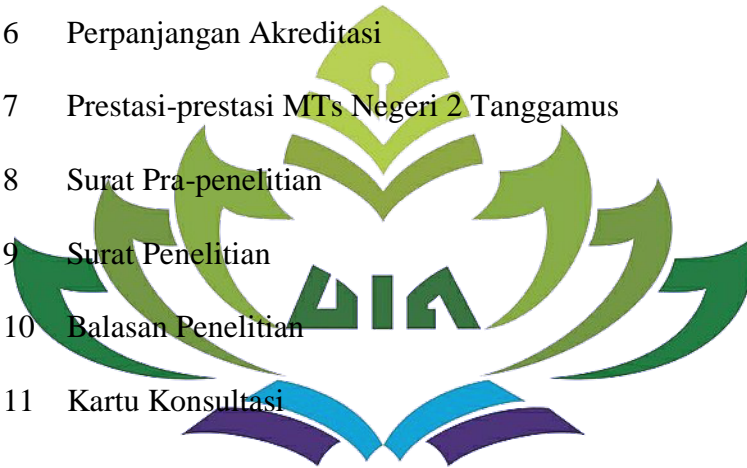 6 Perpanjangan Akreditasi
7 Prestasi-prestasi MTs Negeri 2 Tanggamus
8 Surat Pra-penelitian
9 Surat Penelitian
UIN
10 Balasan Penelitian
11 Kartu Konsultasi